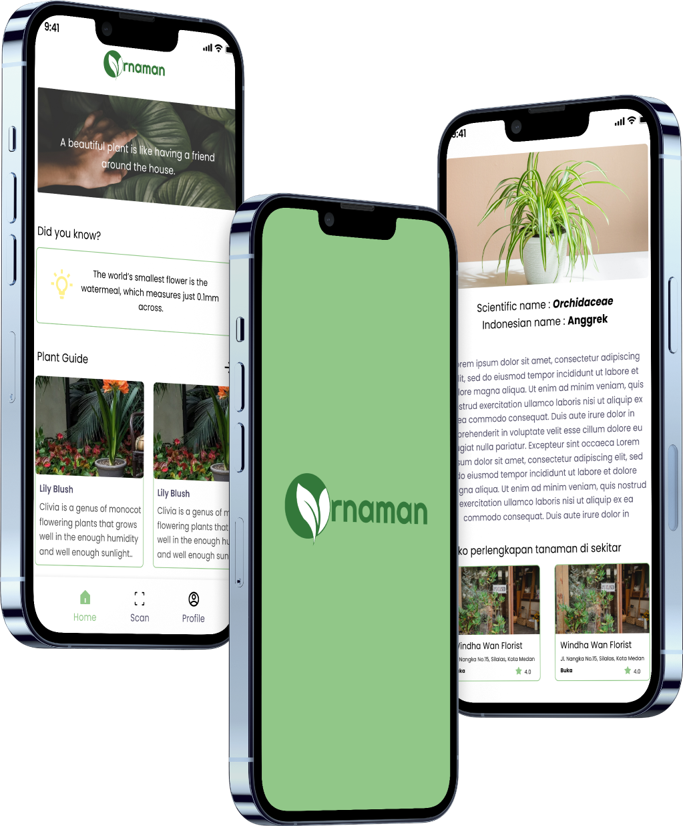 9:41
rnaman
A beautiful plant is like having a friend
around the house.
Did you know?
The world's smallest flower is the
watermeal, which measures just 0.1mm
across.
Plant Guide
Lily Blush
Clivia is a genus of monocot
flowering plants that grows
well in the enough humidity
and well enough sunlight..
Lily Blush
Clivia is a genus
flowering plants th
well in the enough
and well enough sun
Home
Scan
Profile
rnaman
9:41
Scientific name : Orchidaceae
Indonesian name : Anggrek
orem ipsum dolor sit amet, consectetur adipiscing
lit, sed do eiusmod tempor incididunt ut labore et
lore magna aliqua. Ut enim ad minim veniam, quis
ostrud exercitation ullamco laboris nisi ut aliquip ex
ea commodo consequat. Duis aute irure dolor in
prehenderit in voluptate velit esse cillum dolore eu
giat nulla pariatur. Excepteur sint occaeca Lorem
psum dolor sit amet, consectetur adipiscing elit, sed
do eiusmod tempor incididunt ut labore et dolore
agna aliqua. Ut enim ad minim veniam, quis nostrud
exercitation ullamco laboris nisi ut aliquip ex ea
commodo consequat. Duis aute irure dolor in
ko perlengkapan tanaman di sekitar
Windha Wan Florist
Jl. Nangka No.15, Silalas, Kota Medan
Buka
4.0
Windha Wan Florist
Jl. Nangka No.15, Silalas, Kota Medan
Buka
4.0